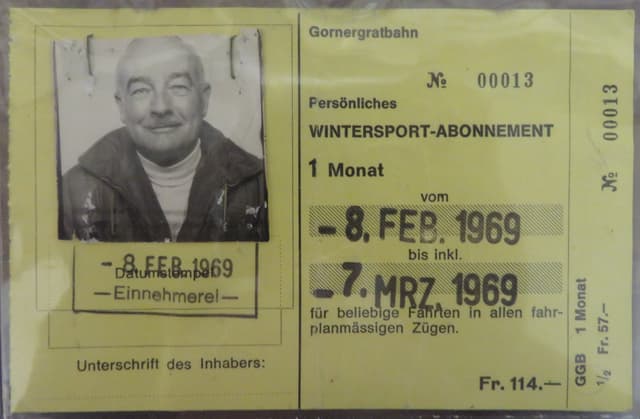 - 8. FEB. 1969
Datumstempel
— Einnehmerei —
Unterschrift des Inhabers:
Gornergratbahn
№ 00013
Persönliches
WINTERSPORT-ABONNEMENT
1 Monat
vom
- 8. FEB. 1969
bis inkl.
- 7. MRZ. 1969
für beliebige Fahrten in allen fahr-
planmässigen Zügen.
Fr. 114.—
№ 00013
GGB 1 Monat
1/2 Fr. 57.-